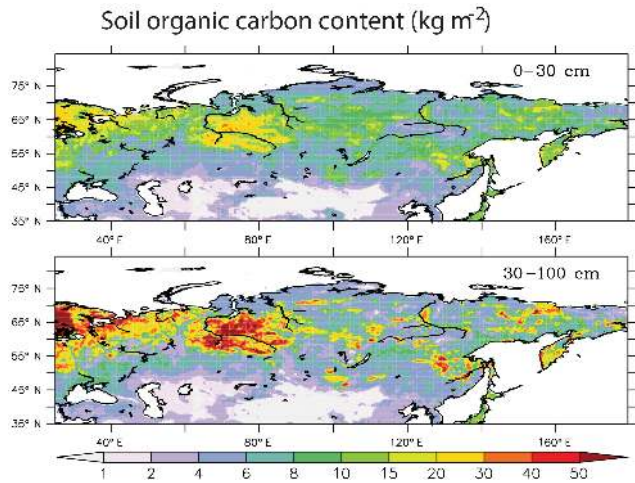 Soil organic carbon content (kg m⁻²)
0–30 cm
75° N
65° N
55° N
45° N
35° N
40° E
80° E
120° E
160° E
30–100 cm
75° N
65° N
55° N
45° N
35° N
40° E
80° E
120° E
160° E
1 2 4 6 8 10 15 20 30 40 50